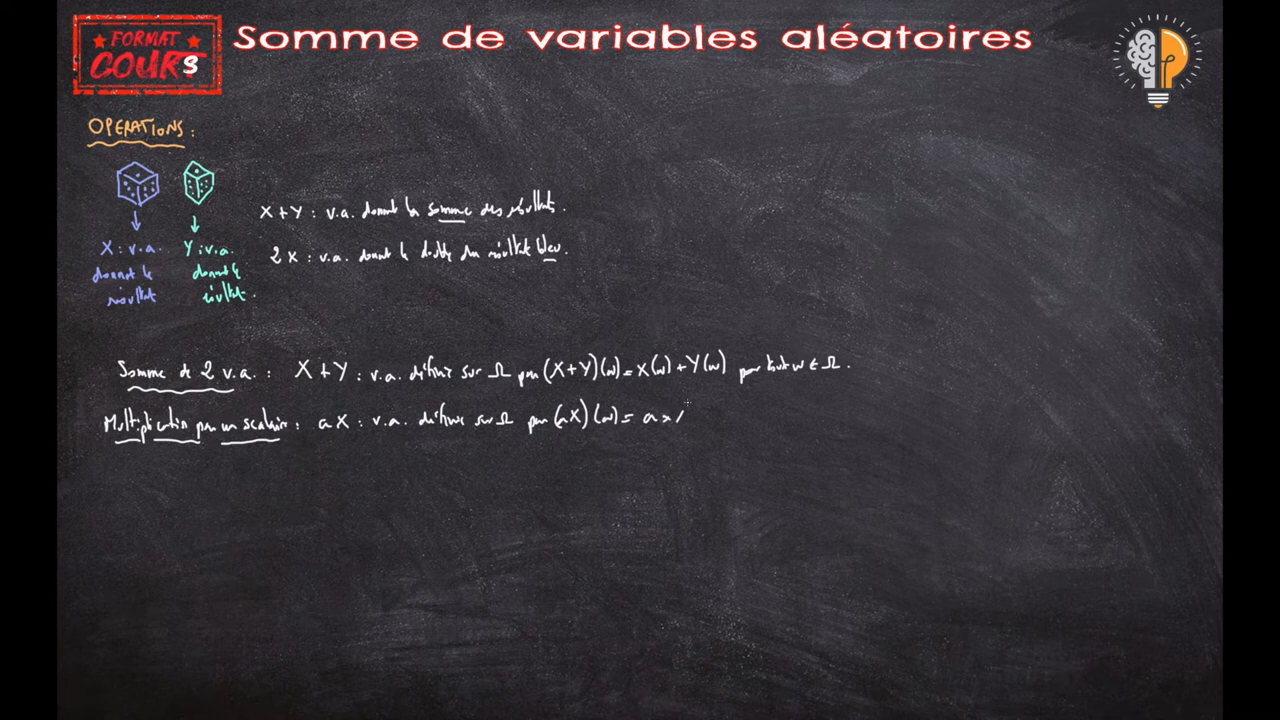 FORMAT
COURS
Somme de variables aléatoires
OPERATIONS :
X+Y : v.a. donnant la somme des résultats.
X : v.a.
donnant le
résultat
Y : v.a.
donnant le
résultat.
2X : v.a. donnant le double du résultat bleu.
Somme de 2 v.a. : X+Y : v.a. définie sur Ω par (X+Y)(ω)=X(ω)+Y(ω) pour tout ω ∈ Ω.
Multiplication par un scalaire : aX : v.a. définie sur Ω par (aX)(ω)= a×